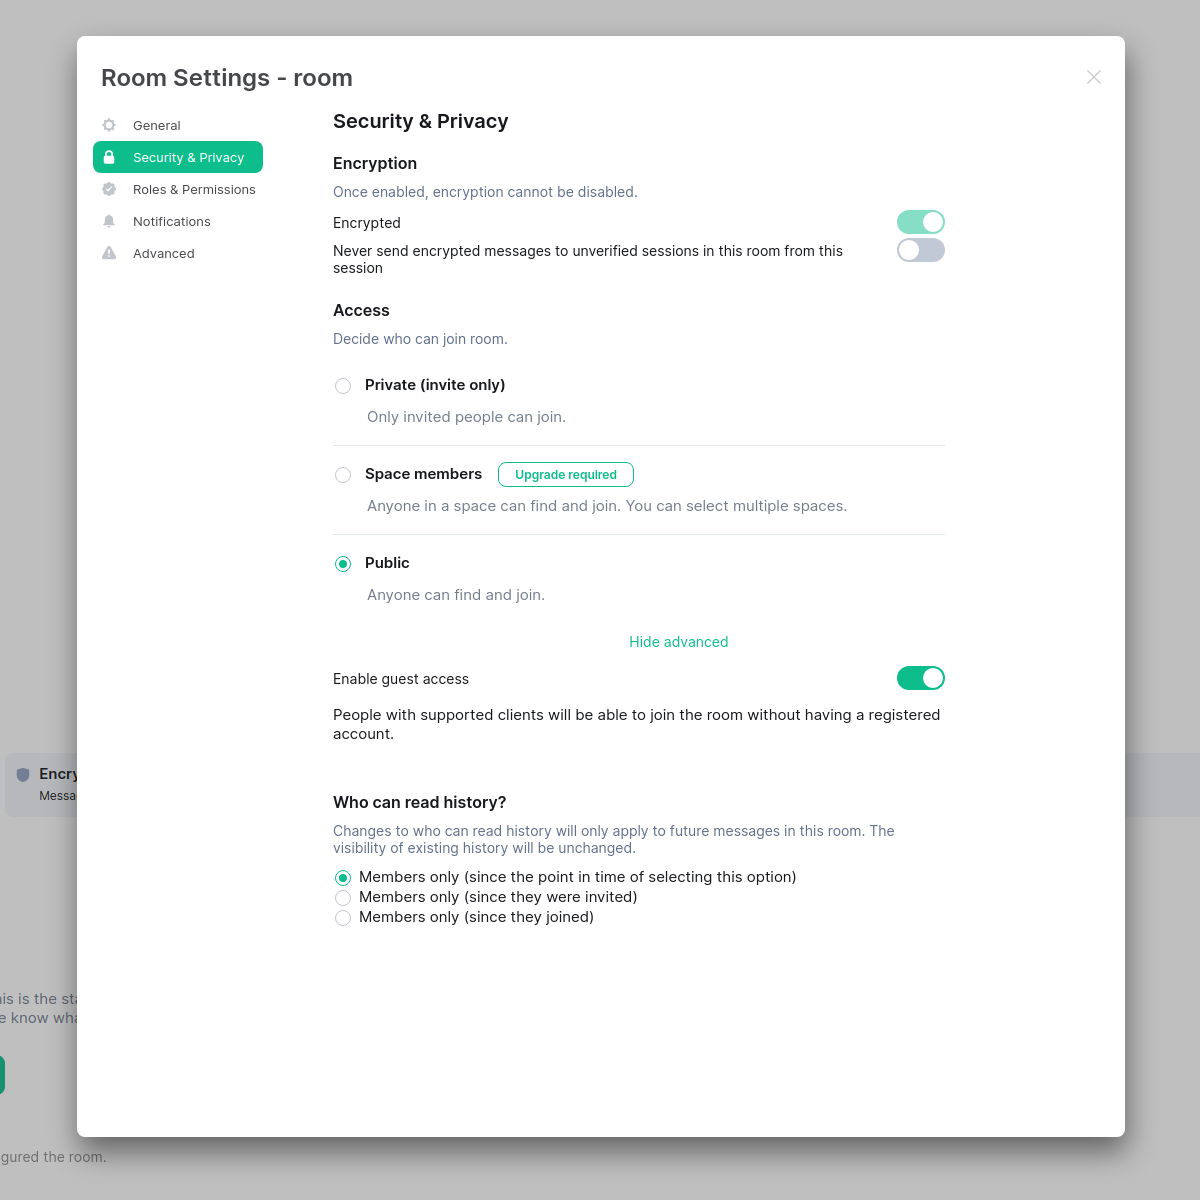 Room Settings - room
General
Security & Privacy
Roles & Permissions
Notifications
Advanced
Security & Privacy
Encryption
Once enabled, encryption cannot be disabled.
Encrypted
Never send encrypted messages to unverified sessions in this room from this
session
Access
Decide who can join room.
Private (invite only)
Only invited people can join.
Space members
Upgrade required
Anyone in a space can find and join. You can select multiple spaces.
Public
Anyone can find and join.
Hide advanced
Enable guest access
People with supported clients will be able to join the room without having a registered
account.
Who can read history?
Changes to who can read history will only apply to future messages in this room. The
visibility of existing history will be unchanged.
Members only (since the point in time of selecting this option)
Members only (since they were invited)
Members only (since they joined)
Encry
Messa
is is the sta
e know wha
gured the room.